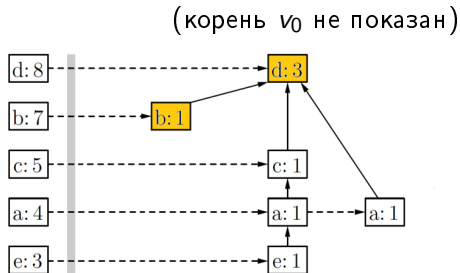 (корень v₀ не показан)
d: 8 d: 3
b: 7 b: 1
c: 5 c: 1
a: 4 a: 1 a: 1
e: 3 e: 1